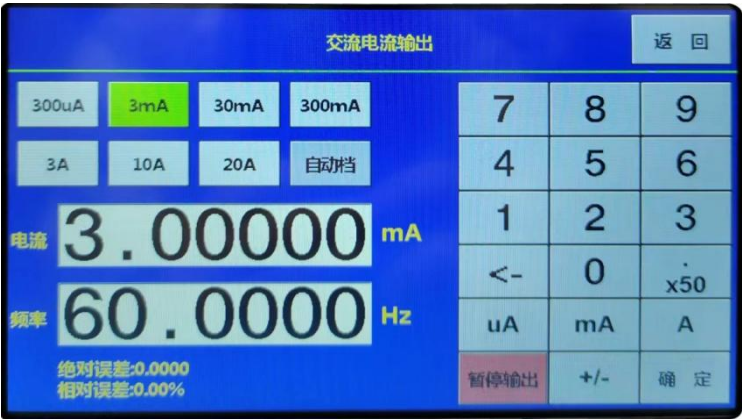 交流电流输出
返 回
300uA 3mA 30mA 300mA
3A 10A 20A 自动档
电流 3.00000 mA
频率 60.0000 Hz
绝对误差:0.0000
相对误差:0.00%
7 8 9
4 5 6
1 2 3
<- 0 .
x50
uA mA A
暂停输出 +/- 确 定